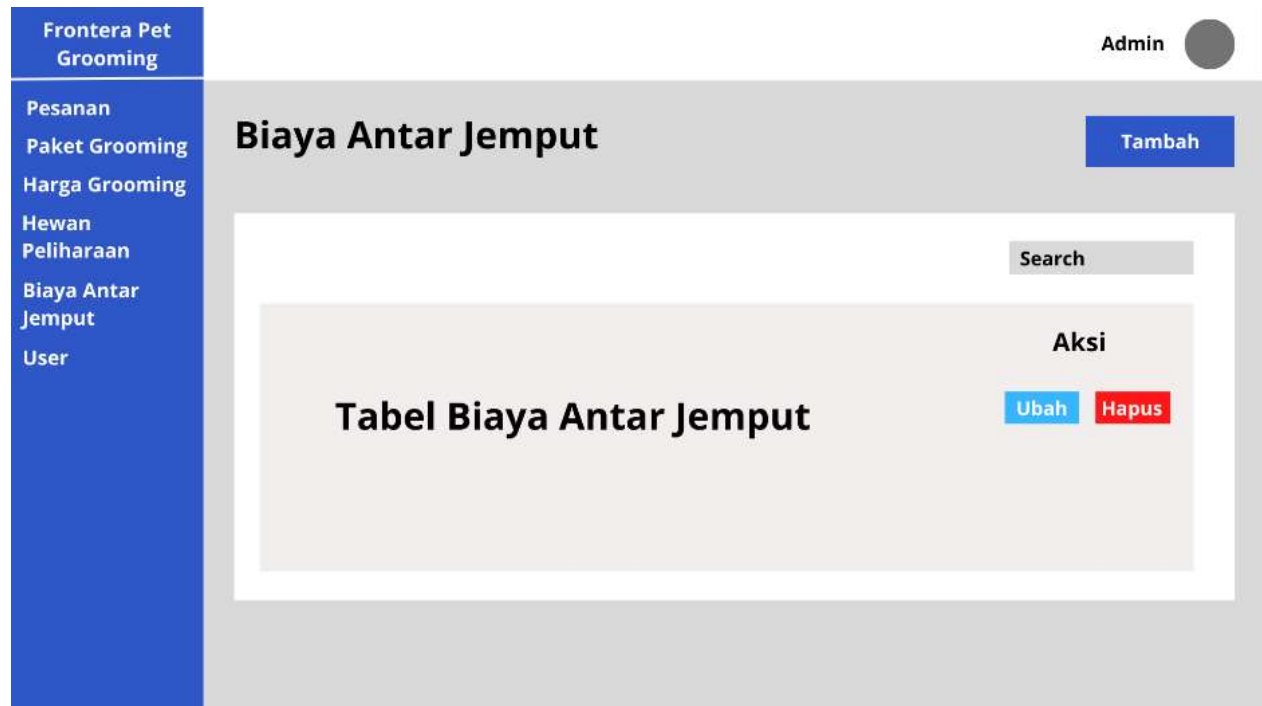 Frontera Pet
Grooming
Admin
Pesanan
Paket Grooming
Harga Grooming
Hewan
Peliharaan
Biaya Antar
Jemput
User
Biaya Antar Jemput
Tambah
Search
Aksi
Tabel Biaya Antar Jemput
Ubah
Hapus